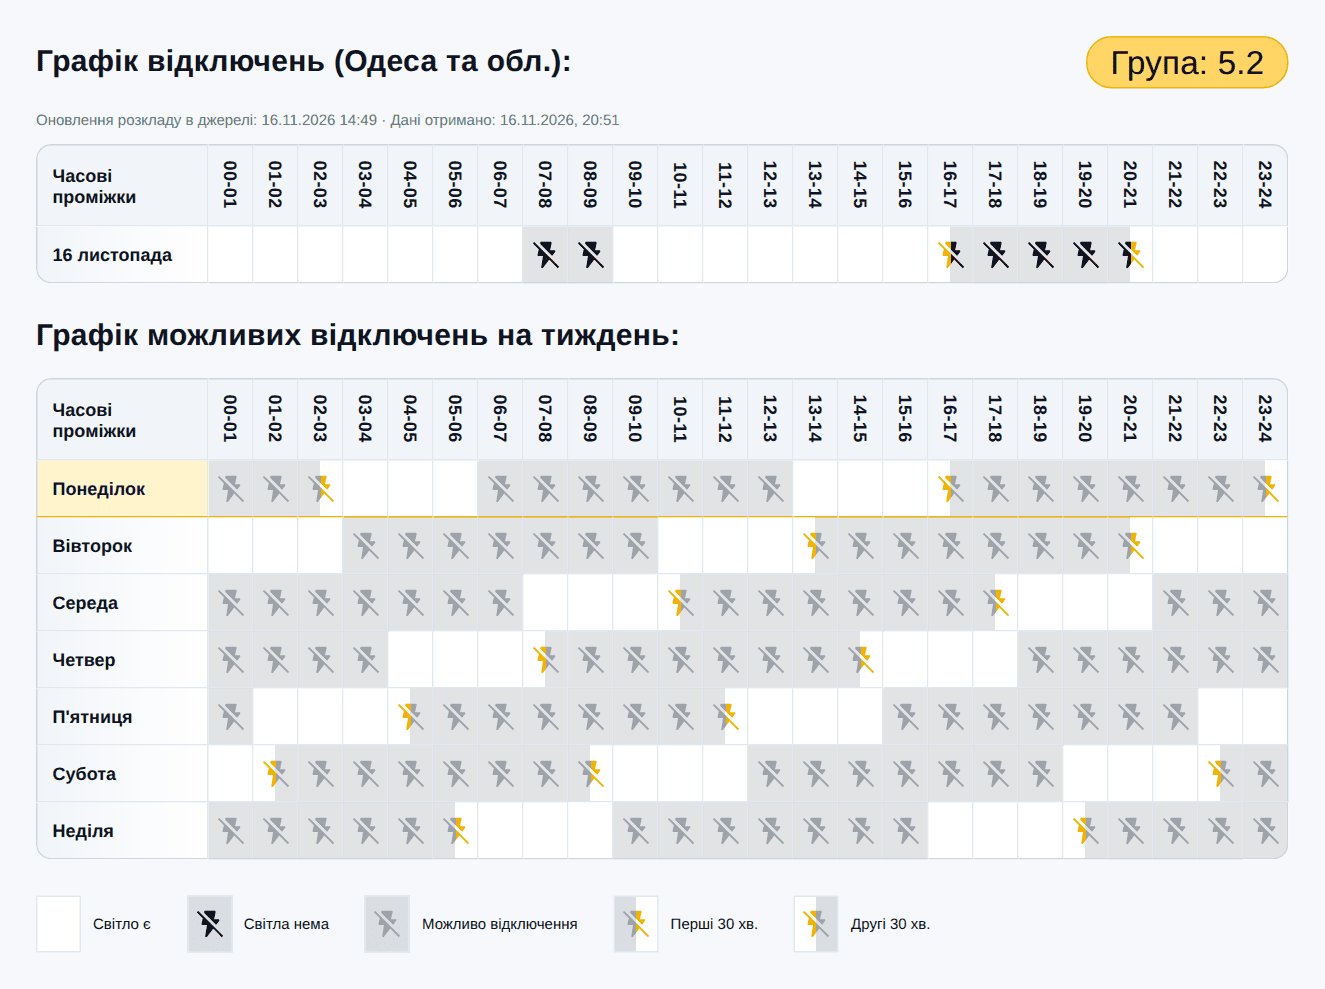 Графік відключень (Одеса та обл.):
Група: 5.2
Оновлення розкладу в джерелі: 16.11.2026 14:49 · Дані отримано: 16.11.2026, 20:51
Часові
проміжки
00-01 01-02 02-03 03-04 04-05 05-06 06-07 07-08 08-09 09-10 10-11 11-12 12-13 13-14 14-15 15-16 16-17 17-18 18-19 19-20 20-21 21-22 22-23 23-24
16 листопада
Графік можливих відключень на тиждень:
Часові
проміжки
00-01 01-02 02-03 03-04 04-05 05-06 06-07 07-08 08-09 09-10 10-11 11-12 12-13 13-14 14-15 15-16 16-17 17-18 18-19 19-20 20-21 21-22 22-23 23-24
Понеділок
Вівторок
Середа
Четвер
П'ятниця
Субота
Неділя
Світло є
Світла нема
Можливо відключення
Перші 30 хв.
Другі 30 хв.